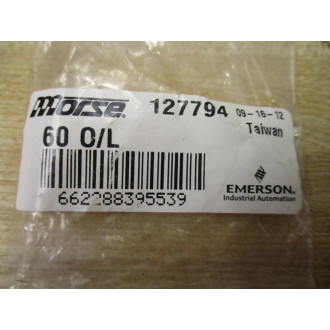 morse. 127794 09-16-12
60 O/L Taiwan
662288395539
EMERSON.
Industrial Automation